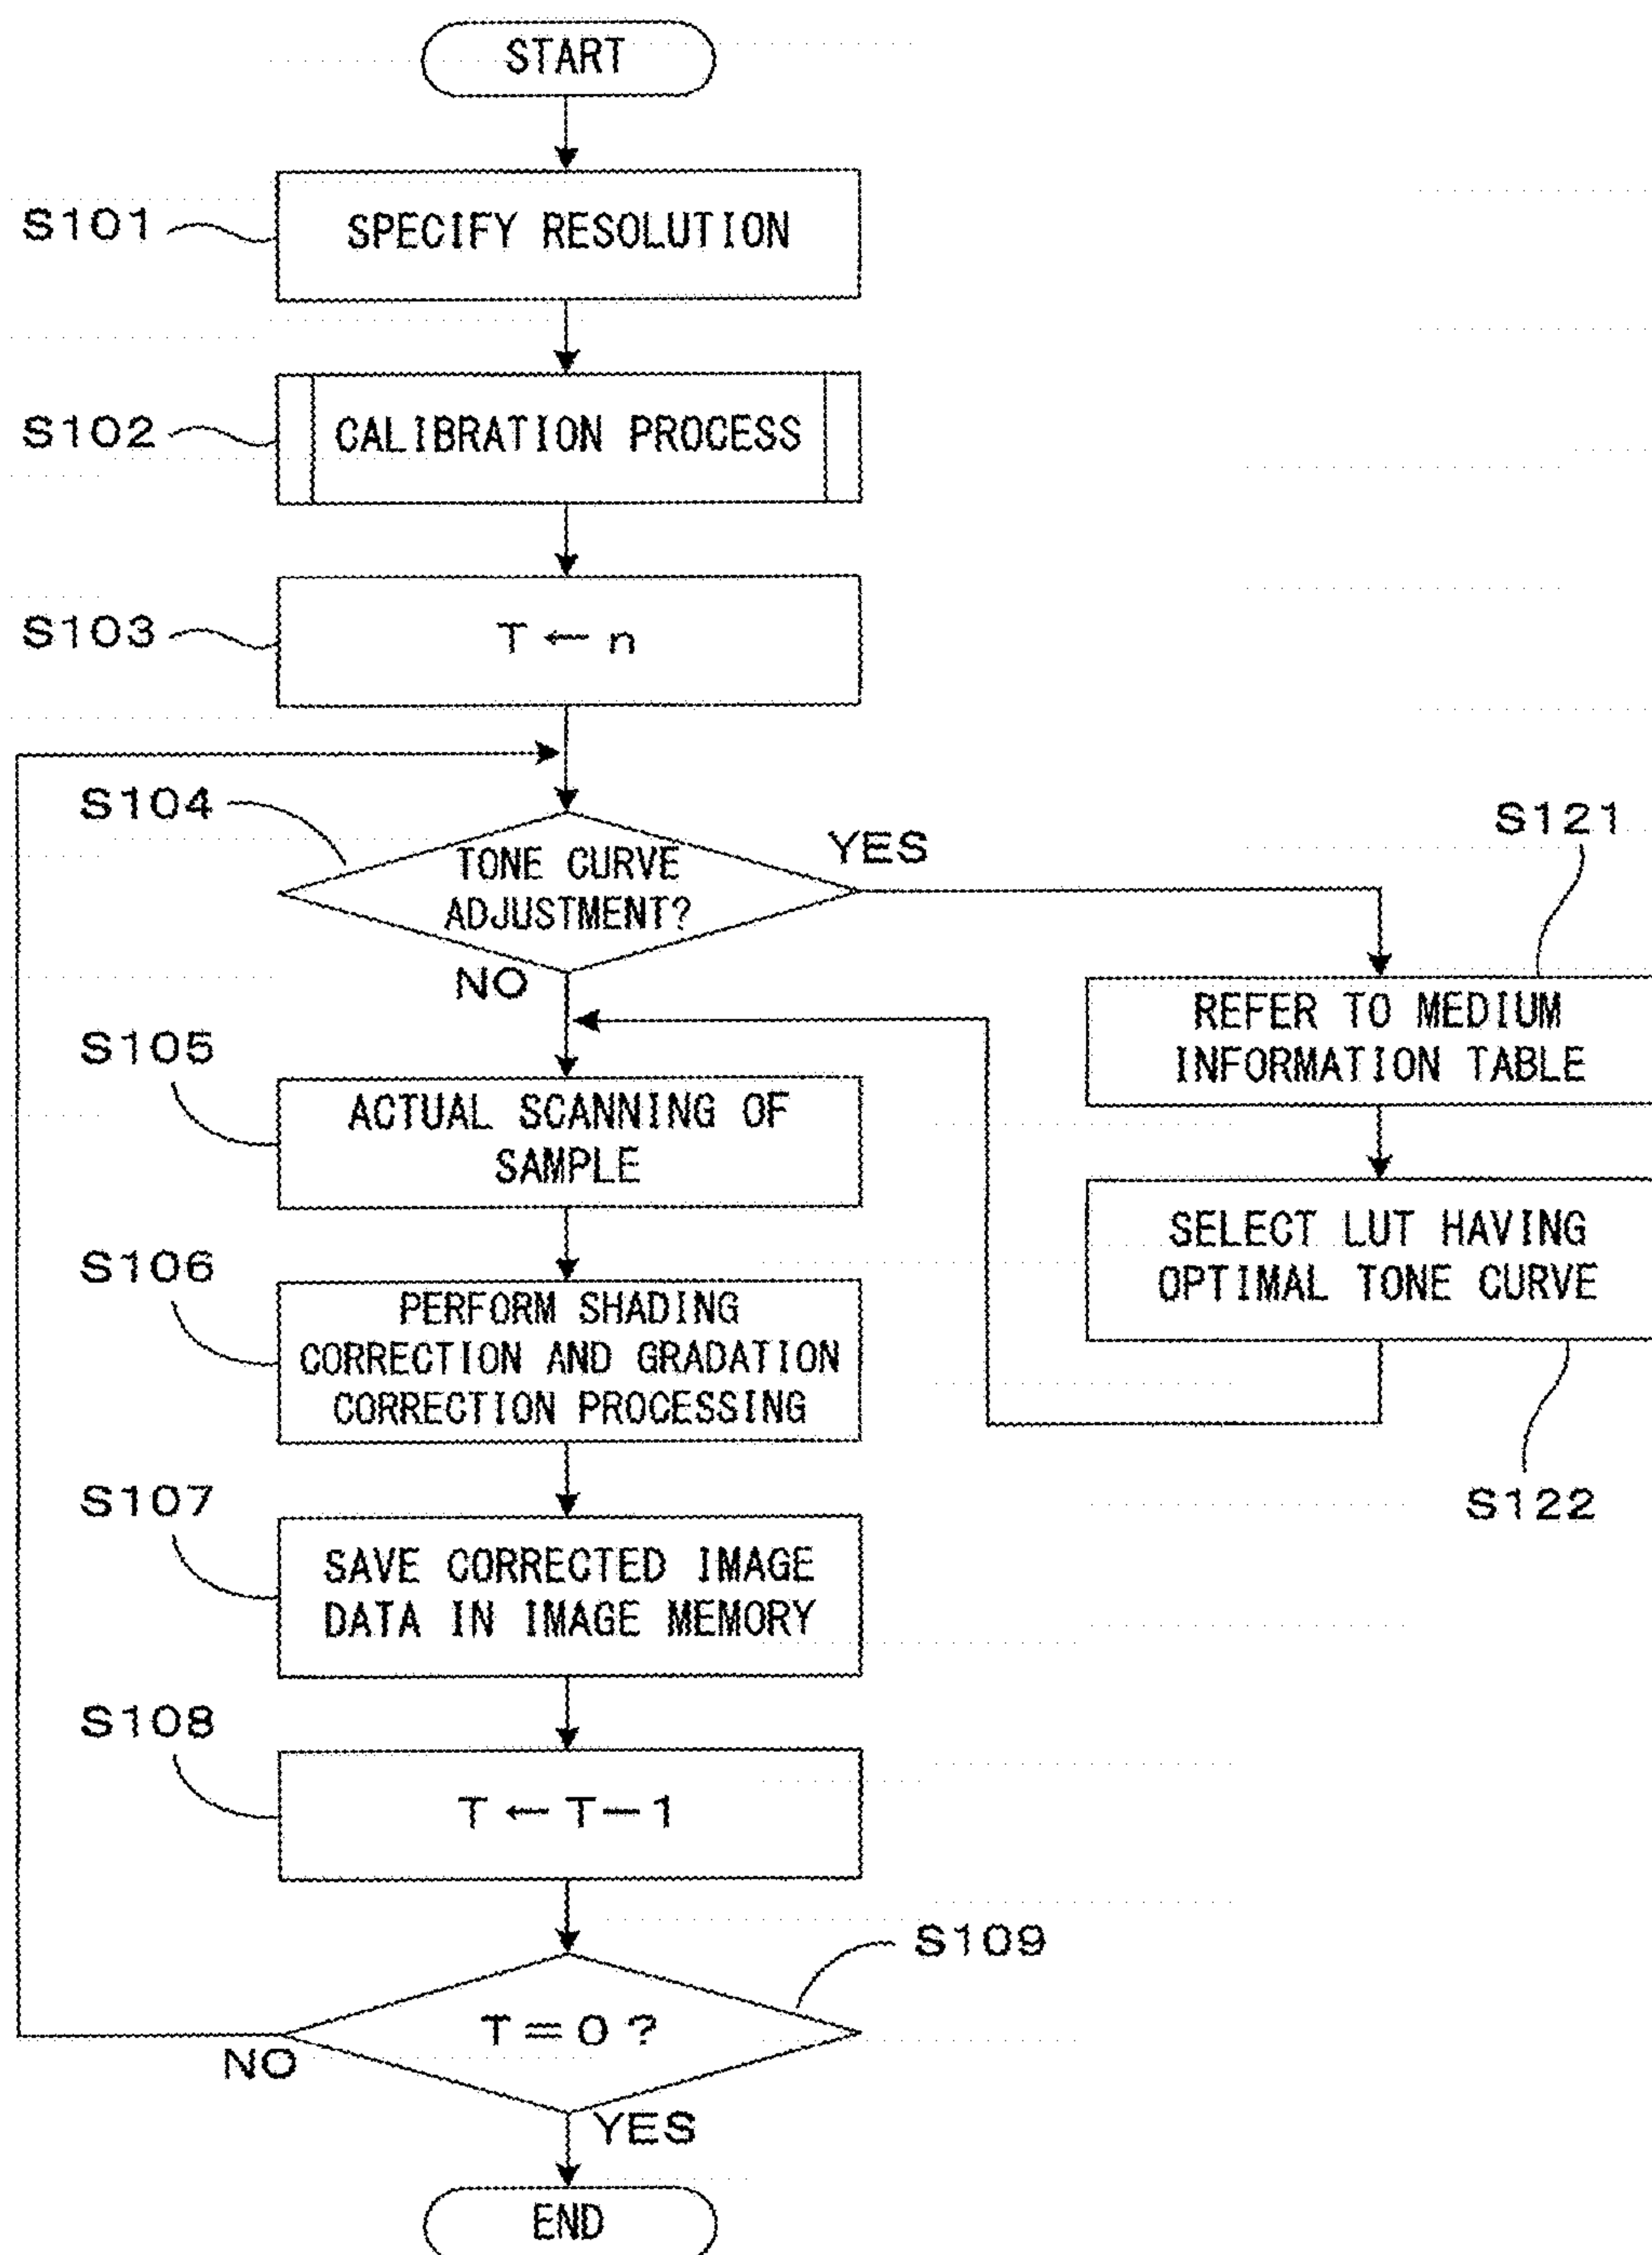 START
S101
SPECIFY RESOLUTION
S102
CALIBRATION PROCESS
S103
T ← n
S104
TONE CURVE
ADJUSTMENT?
YES
NO
S121
REFER TO MEDIUM
INFORMATION TABLE
S105
ACTUAL SCANNING OF
SAMPLE
SELECT LUT HAVING
OPTIMAL TONE CURVE
S122
S106
PERFORM SHADING
CORRECTION AND GRADATION
CORRECTION PROCESSING
S107
SAVE CORRECTED IMAGE
DATA IN IMAGE MEMORY
S108
T ← T−1
S109
T=0?
NO
YES
END